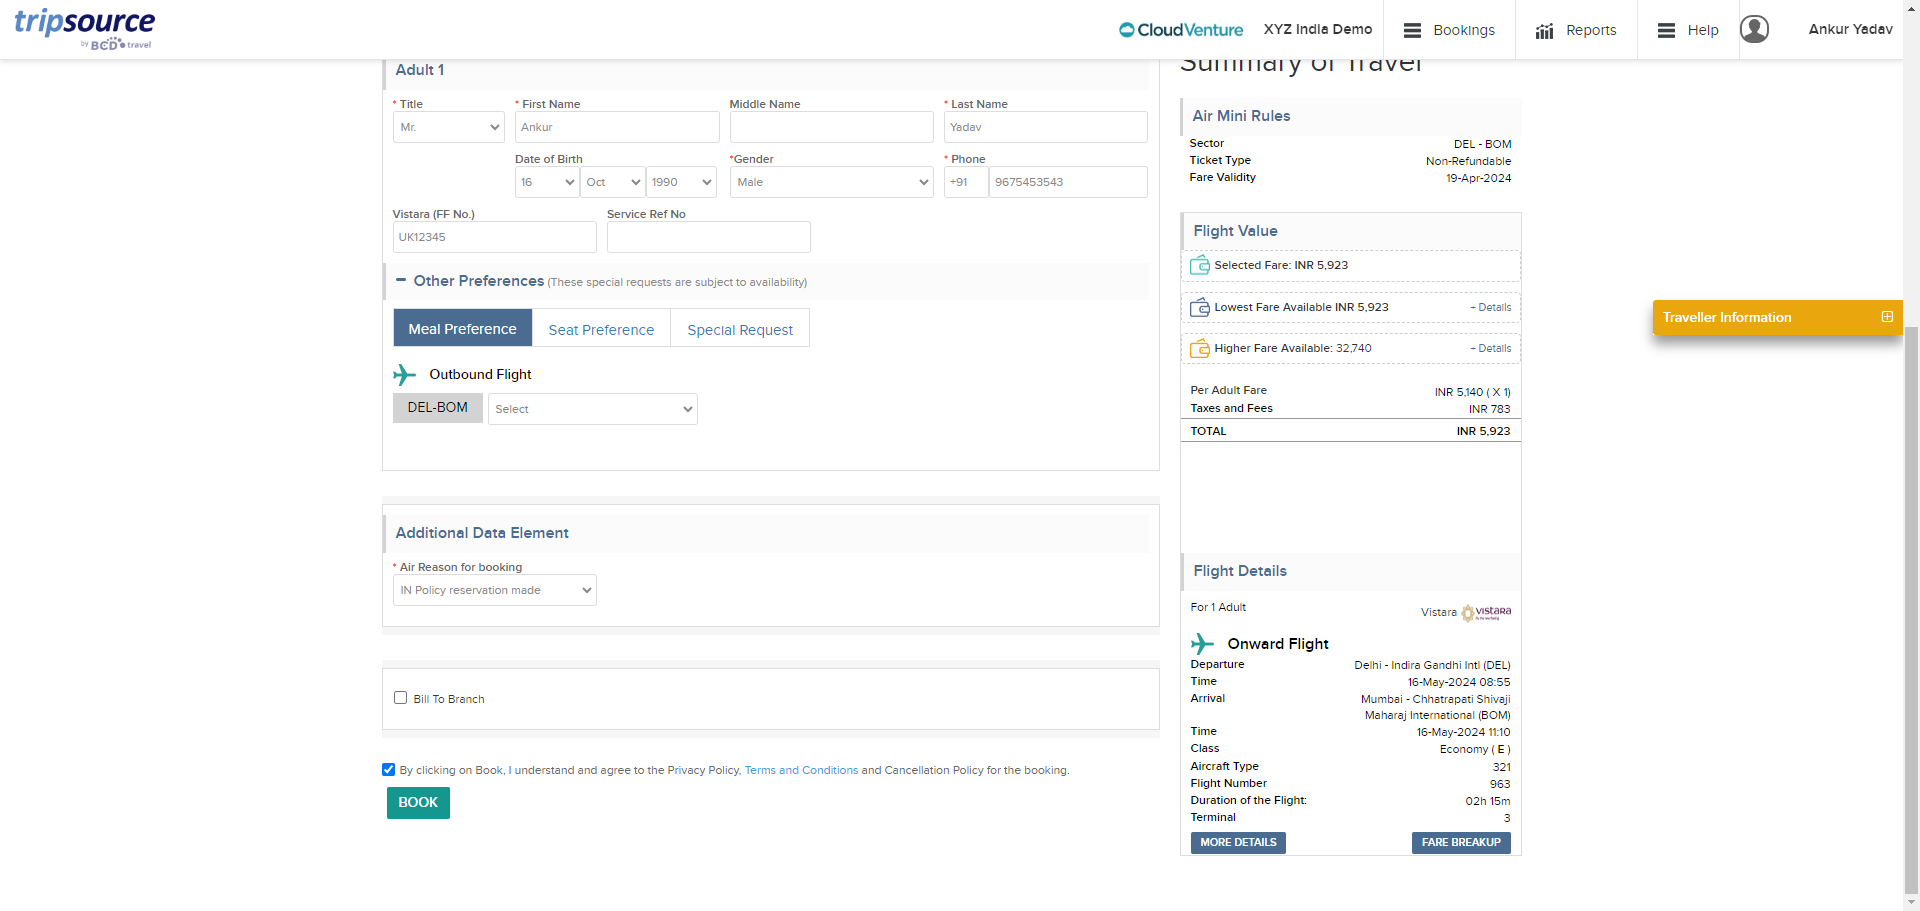 tripsource
by BCD travel
CloudVenture
XYZ India Demo
Bookings
Reports
Help
Ankur Yadav
Adult 1
* Title
* First Name
Middle Name
* Last Name
Mr.
Ankur
Yadav
Date of Birth
*Gender
* Phone
16
Oct
1990
Male
+91
9675453543
Vistara (FF No.)
Service Ref No
UK12345
− Other Preferences (These special requests are subject to availability)
Meal Preference
Seat Preference
Special Request
Outbound Flight
DEL-BOM
Select
Additional Data Element
* Air Reason for booking
IN Policy reservation made
Bill To Branch
By clicking on Book, I understand and agree to the Privacy Policy, Terms and Conditions and Cancellation Policy for the booking.
BOOK
Summary of Travel
Air Mini Rules
Sector DEL - BOM
Ticket Type Non-Refundable
Fare Validity 19-Apr-2024
Flight Value
Selected Fare: INR 5,923
Lowest Fare Available INR 5,923 + Details
Higher Fare Available: 32,740 + Details
Per Adult Fare INR 5,140 ( X 1)
Taxes and Fees INR 783
TOTAL INR 5,923
Flight Details
For 1 Adult Vistara VISTARA
Onward Flight
Departure Delhi - Indira Gandhi Intl (DEL)
Time 16-May-2024 08:55
Arrival Mumbai - Chhatrapati Shivaji
Maharaj International (BOM)
Time 16-May-2024 11:10
Class Economy ( E )
Aircraft Type 321
Flight Number 963
Duration of the Flight: 02h 15m
Terminal 3
MORE DETAILS
FARE BREAKUP
Traveller Information